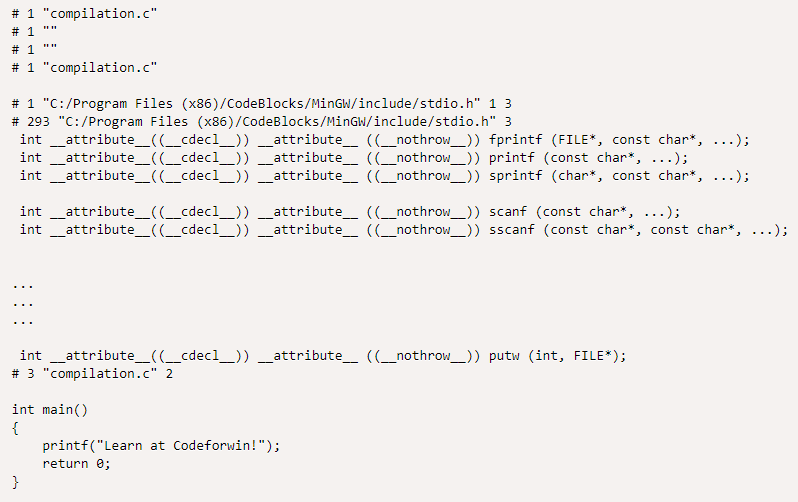 # 1 "compilation.c"
# 1 ""
# 1 ""
# 1 "compilation.c"
# 1 "C:/Program Files (x86)/CodeBlocks/MinGW/include/stdio.h" 1 3
# 293 "C:/Program Files (x86)/CodeBlocks/MinGW/include/stdio.h" 3
int __attribute__((__cdecl__)) __attribute__ ((__nothrow__)) fprintf (FILE*, const char*, ...);
int __attribute__((__cdecl__)) __attribute__ ((__nothrow__)) printf (const char*, ...);
int __attribute__((__cdecl__)) __attribute__ ((__nothrow__)) sprintf (char*, const char*, ...);
int __attribute__((__cdecl__)) __attribute__ ((__nothrow__)) scanf (const char*, ...);
int __attribute__((__cdecl__)) __attribute__ ((__nothrow__)) sscanf (const char*, const char*, ...);
...
...
...
int __attribute__((__cdecl__)) __attribute__ ((__nothrow__)) putw (int, FILE*);
# 3 "compilation.c" 2
int main()
{
    printf("Learn at Codeforwin!");
    return 0;
}